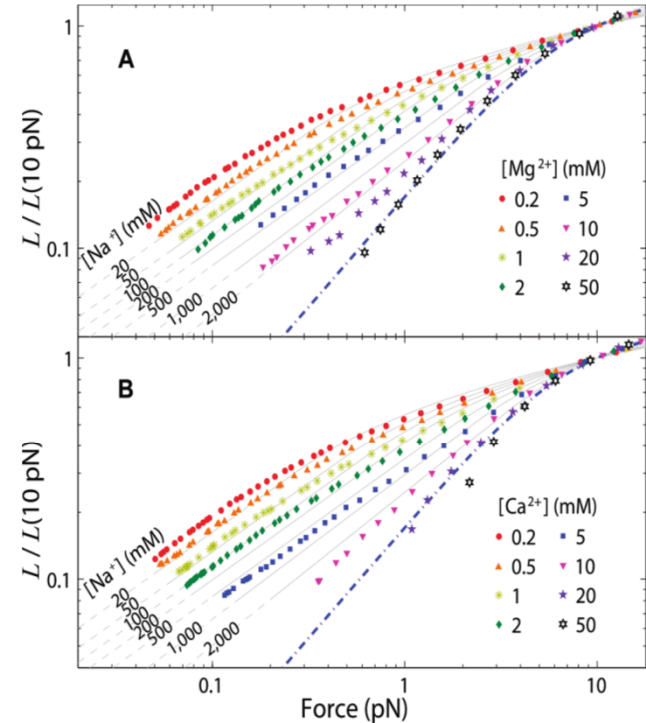 A
L / L(10 pN)
1
0.1
[Na⁺] (mM)
20
50
100
200
500
1,000
2,000
[Mg²⁺] (mM)
0.2 5
0.5 10
1 20
2 50
B
L / L(10 pN)
1
0.1
[Na⁺] (mM)
20
50
100
200
500
1,000
2,000
[Ca²⁺] (mM)
0.2 5
0.5 10
1 20
2 50
0.1 1 10
Force (pN)